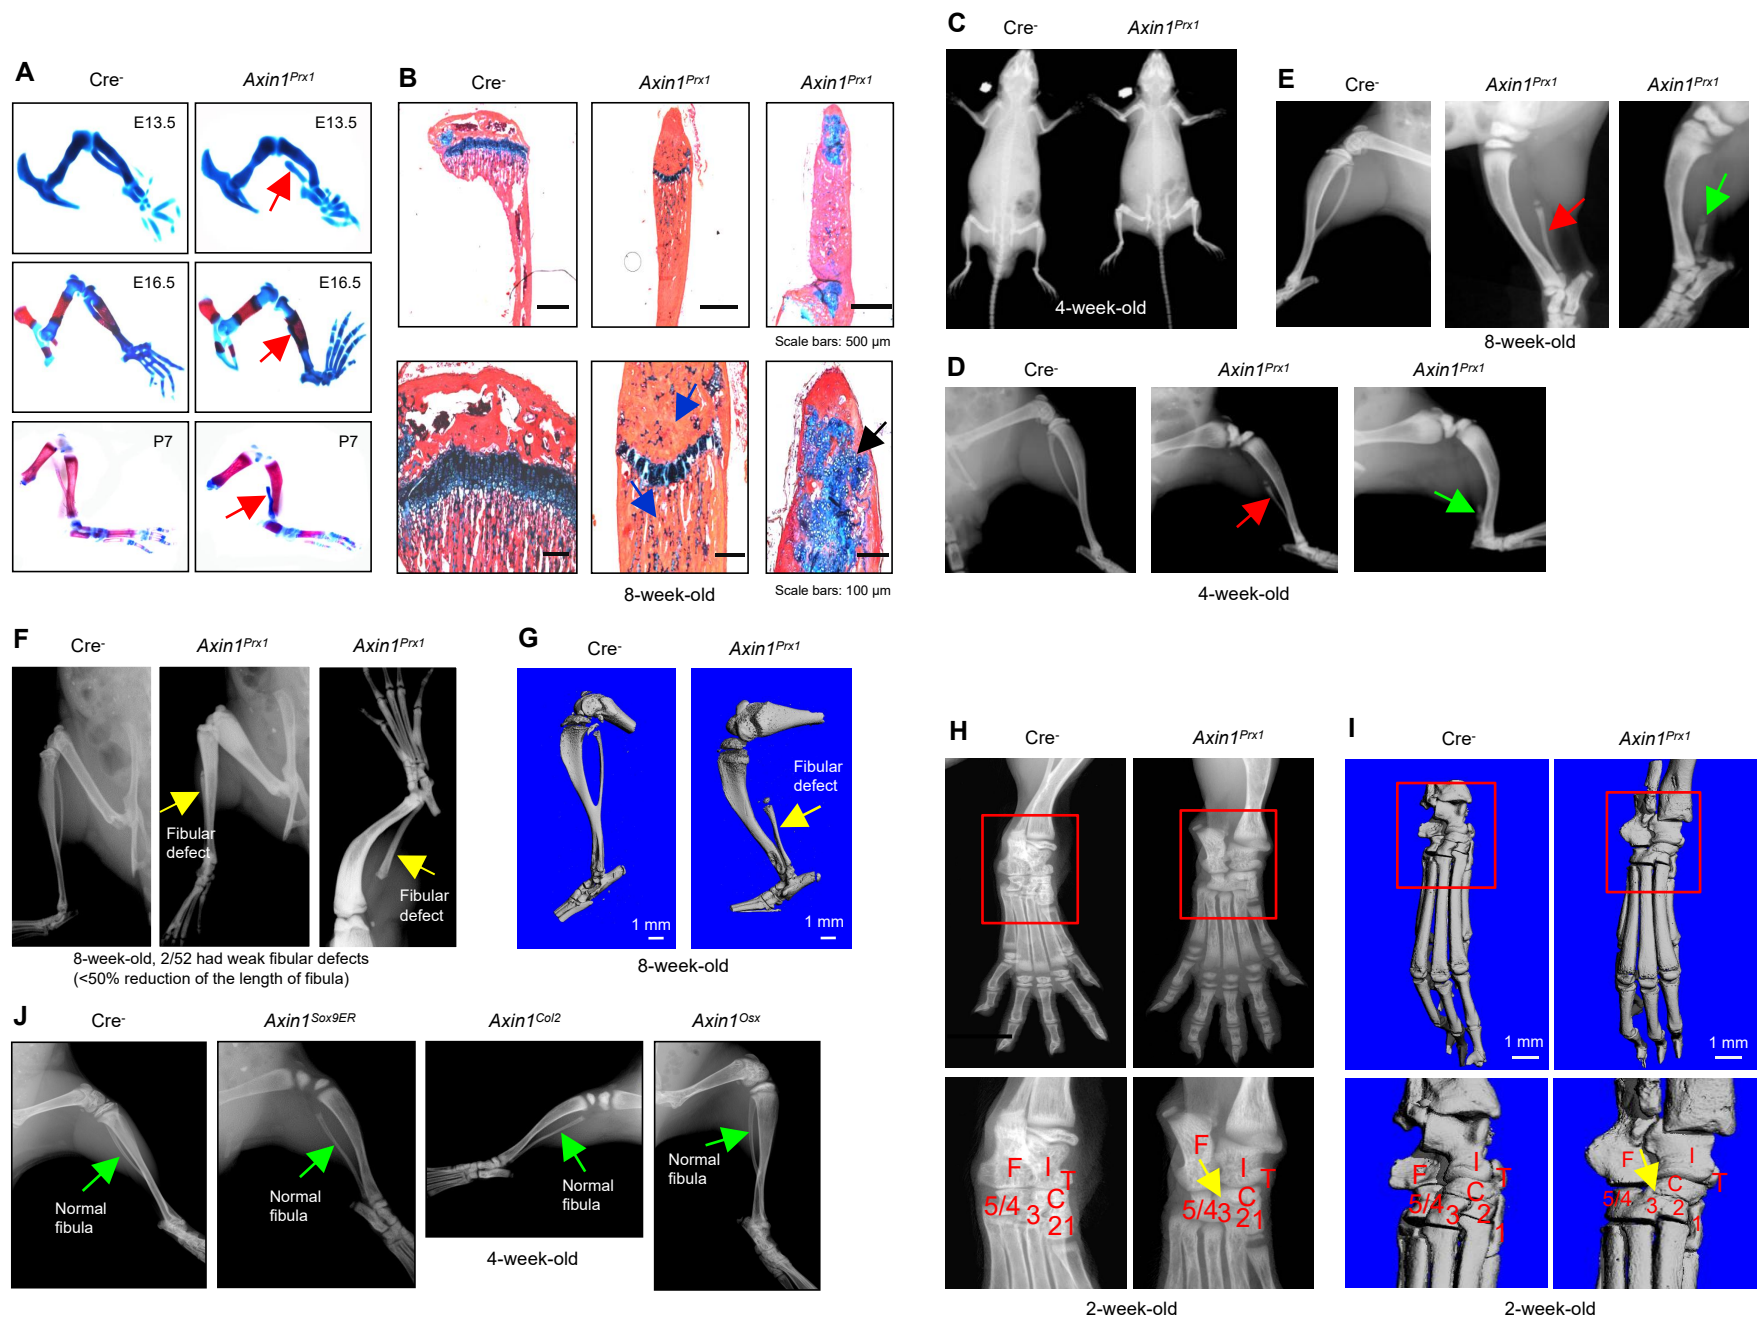 A
Cre-
Axin1Prx1
E13.5
E13.5
E16.5
E16.5
P7
P7
B
Cre-
Axin1Prx1
Axin1Prx1
Scale bars: 500 µm
8-week-old
Scale bars: 100 µm
C
Cre-
Axin1Prx1
4-week-old
D
Cre-
Axin1Prx1
Axin1Prx1
4-week-old
E
Cre-
Axin1Prx1
Axin1Prx1
8-week-old
F
Cre-
Axin1Prx1
Axin1Prx1
Fibular
defect
Fibular
defect
8-week-old, 2/52 had weak fibular defects
(<50% reduction of the length of fibula)
G
Cre-
Axin1Prx1
Fibular
defect
1 mm
1 mm
8-week-old
H
Cre-
Axin1Prx1
F
I
T
C
5/4
3
21
F
I
T
C
5/4
3
21
2-week-old
I
Cre-
Axin1Prx1
1 mm
1 mm
F
I
T
C
5/4
3
2
1
F
I
T
C
5/4
3
2
1
2-week-old
J
Cre-
Axin1Sox9ER
Axin1Col2
Axin1Osx
Normal
fibula
Normal
fibula
Normal
fibula
Normal
fibula
4-week-old